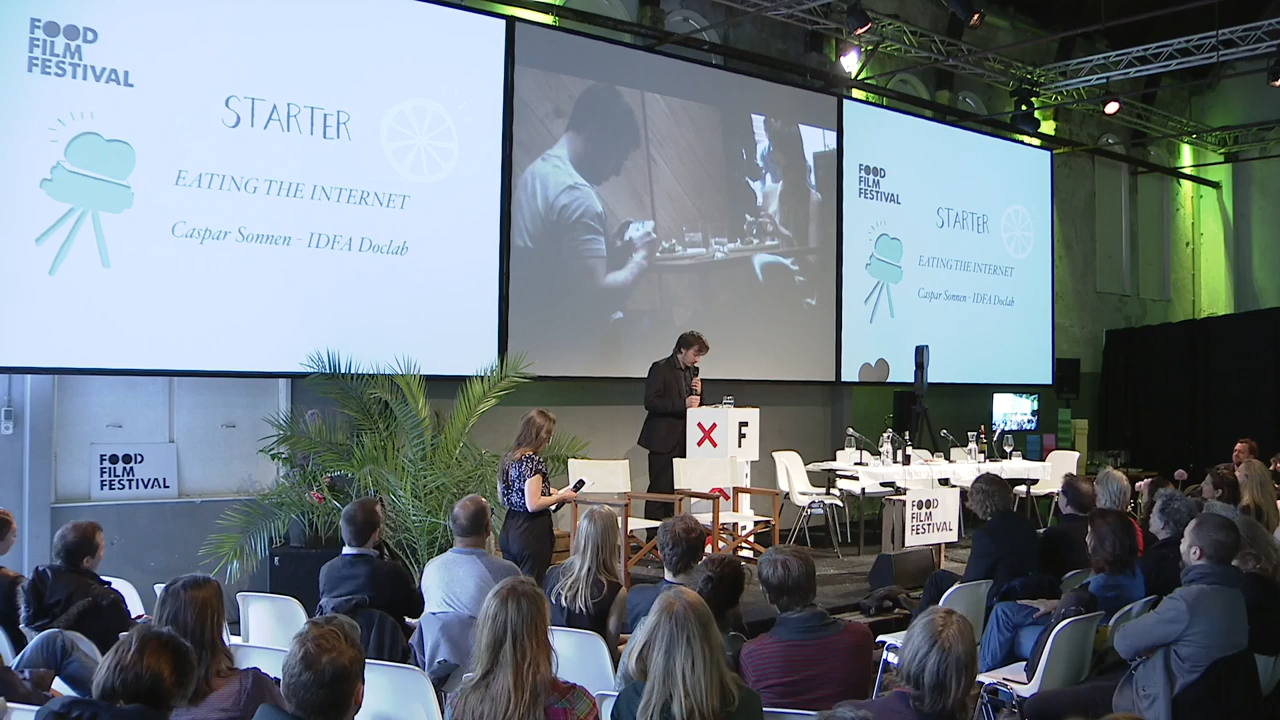 FOOD
FILM
FESTIVAL
STARTER
EATING THE INTERNET
Caspar Sonnen - IDFA Doclab
FOOD
FILM
FESTIVAL
STARTER
EATING THE INTERNET
Caspar Sonnen - IDFA Doclab
X F
FOOD
FILM
FESTIVAL
FOOD
FILM
FESTIVAL